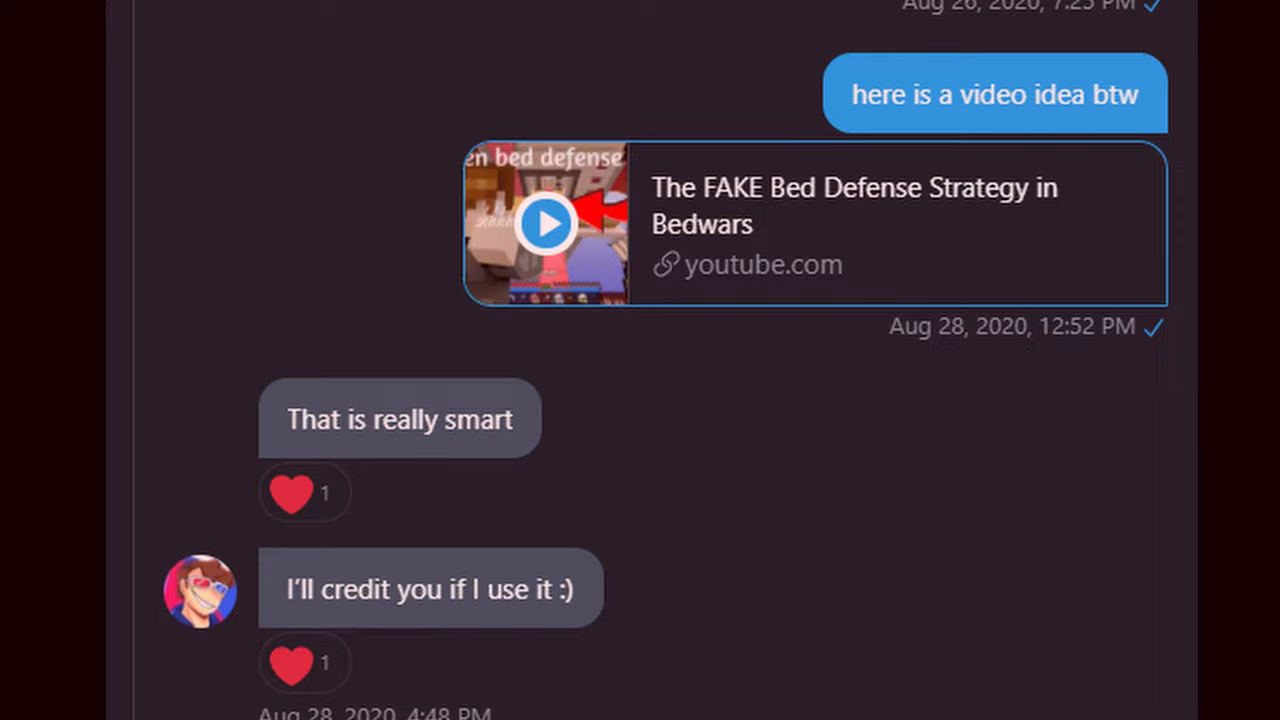 Aug 26, 2020, 7:25 PM
here is a video idea btw
en bed defense
The FAKE Bed Defense Strategy in
Bedwars
youtube.com
Aug 28, 2020, 12:52 PM
That is really smart
1
I'll credit you if I use it :)
1
Aug 28, 2020, 4:48 PM